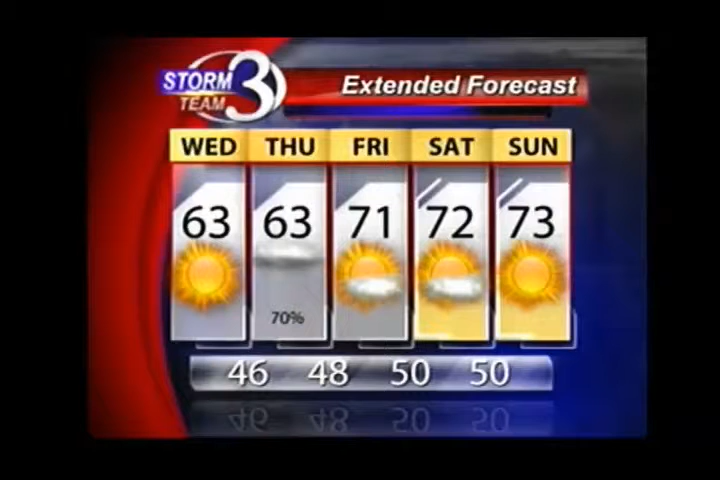 STORM 3
TEAM
Extended Forecast
WED THU FRI SAT SUN
63 63 71 72 73
70%
46 48 50 50